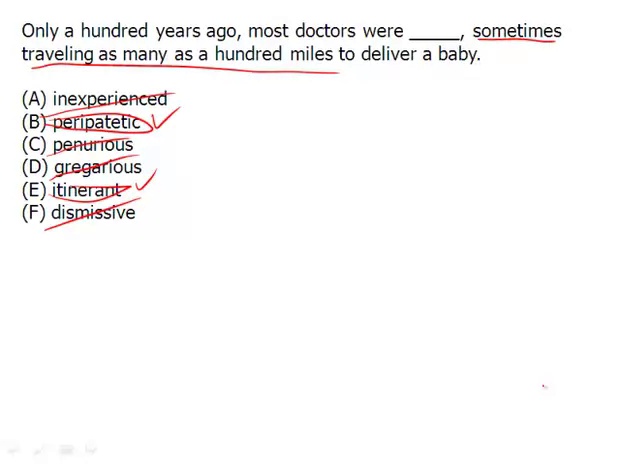 Only a hundred years ago, most doctors were _____, sometimes
traveling as many as a hundred miles to deliver a baby.
(A) inexperienced
(B) peripatetic
(C) penurious
(D) gregarious
(E) itinerant
(F) dismissive